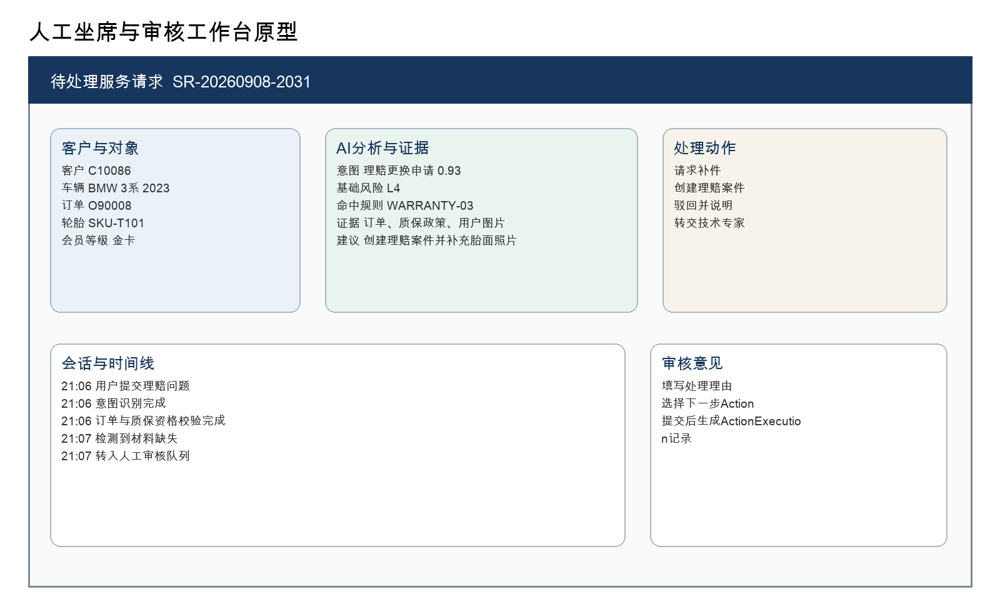 人工坐席与审核工作台原型
待处理服务请求 SR-20260908-2031
客户与对象
客户 C10086
车辆 BMW 3系 2023
订单 O90008
轮胎 SKU-T101
会员等级 金卡
AI分析与证据
意图 理赔更换申请 0.93
基础风险 L4
命中规则 WARRANTY-03
证据 订单、质保政策、用户图片
建议 创建理赔案件并补充胎面照片
处理动作
请求补件
创建理赔案件
驳回并说明
转交技术专家
会话与时间线
21:06 用户提交理赔问题
21:06 意图识别完成
21:06 订单与质保资格校验完成
21:07 检测到材料缺失
21:07 转入人工审核队列
审核意见
填写处理理由
选择下一步Action
提交后生成ActionExecutio
n记录